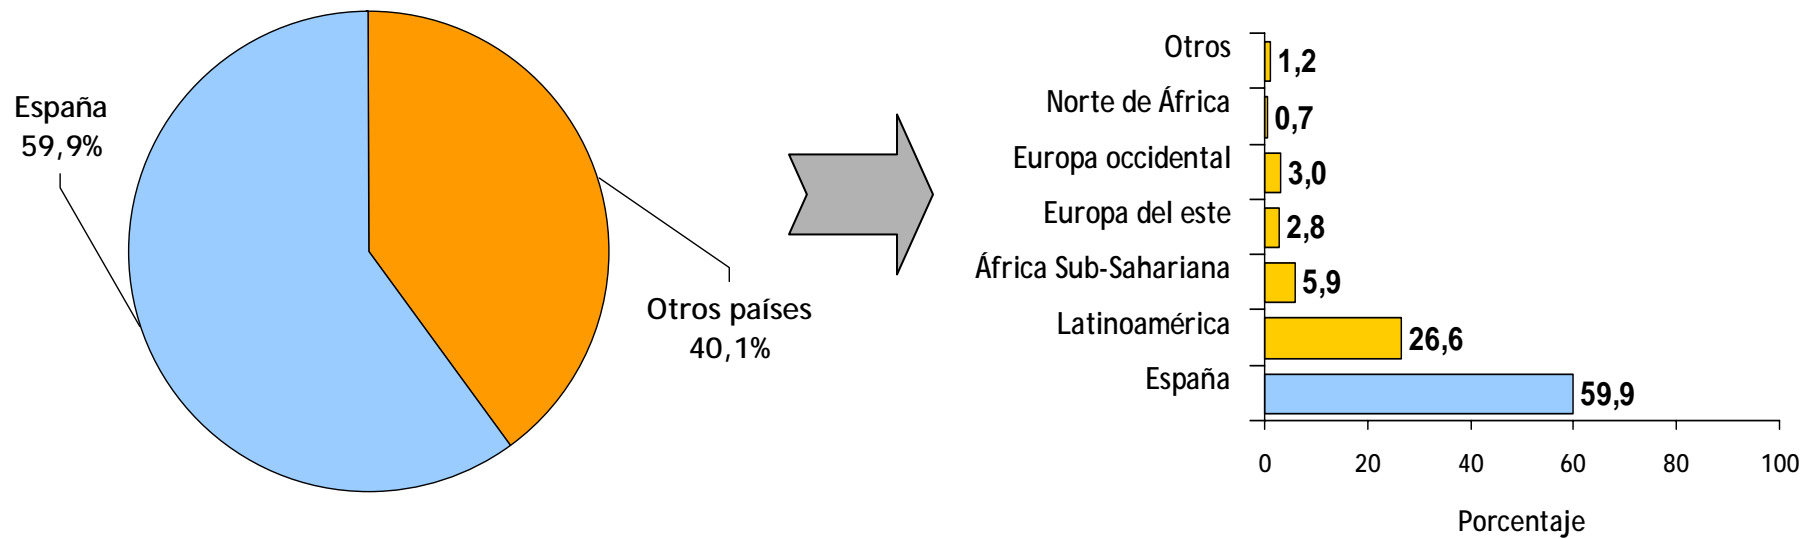 España
59,9%
Otros países
40,1%
Otros
1,2
Norte de África
0,7
Europa occidental
3,0
Europa del este
2,8
África Sub-Sahariana
5,9
Latinoamérica
26,6
España
59,9
0 20 40 60 80 100
Porcentaje